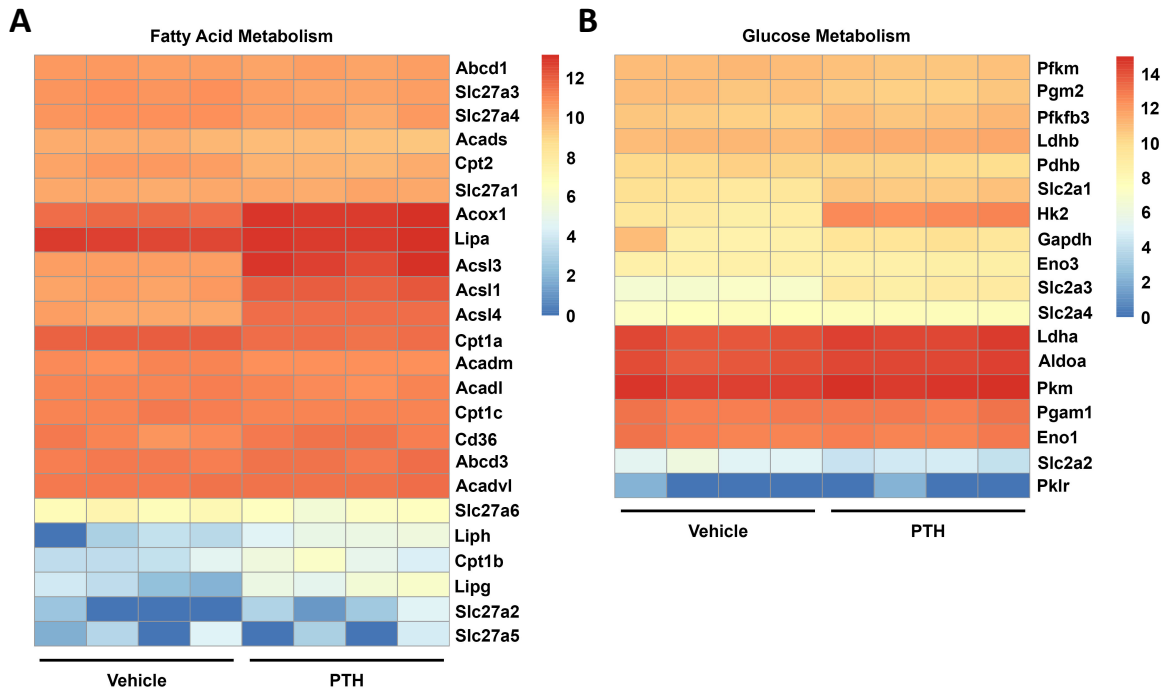 A
Fatty Acid Metabolism
Abcd1
Slc27a3
Slc27a4
Acads
Cpt2
Slc27a1
Acox1
Lipa
Acsl3
Acsl1
Acsl4
Cpt1a
Acadm
Acadl
Cpt1c
Cd36
Abcd3
Acadvl
Slc27a6
Liph
Cpt1b
Lipg
Slc27a2
Slc27a5
12
10
8
6
4
2
0
Vehicle
PTH
B
Glucose Metabolism
Pfkm
Pgm2
Pfkfb3
Ldhb
Pdhb
Slc2a1
Hk2
Gapdh
Eno3
Slc2a3
Slc2a4
Ldha
Aldoa
Pkm
Pgam1
Eno1
Slc2a2
Pklr
14
12
10
8
6
4
2
0
Vehicle
PTH